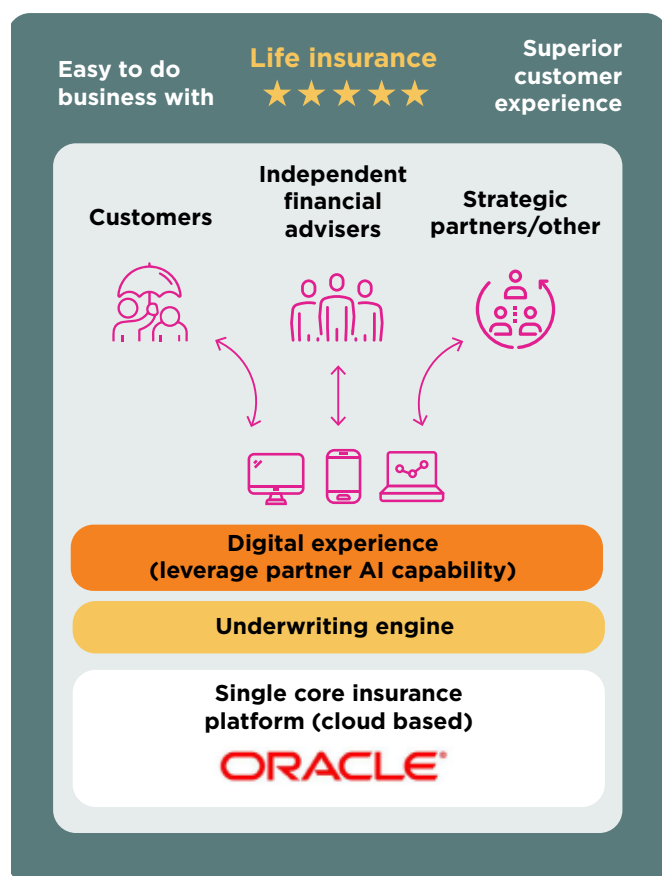 Easy to do
business with
Life insurance
Superior
customer
experience
Customers
Independent
financial
advisers
Strategic
partners/other
Digital experience
(leverage partner AI capability)
Underwriting engine
Single core insurance
platform (cloud based)
ORACLE®